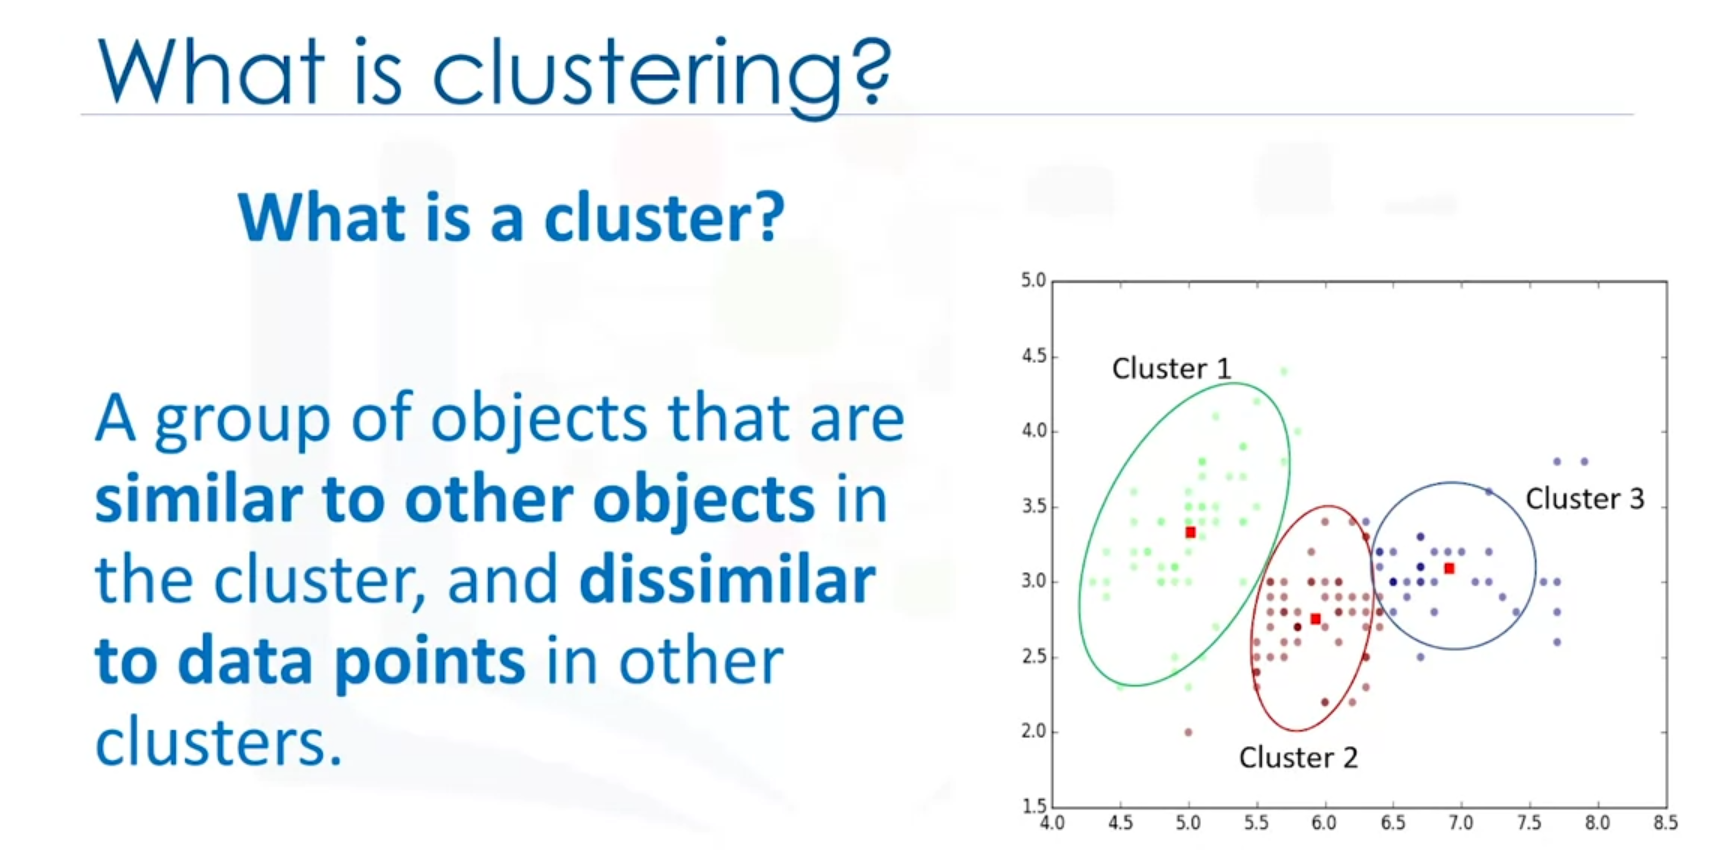 What is clustering?
What is a cluster?
A group of objects that are
similar to other objects in
the cluster, and dissimilar
to data points in other
clusters.
5.0
4.5
4.0
3.5
3.0
2.5
2.0
1.5
4.0 4.5 5.0 5.5 6.0 6.5 7.0 7.5 8.0 8.5
Cluster 1
Cluster 3
Cluster 2